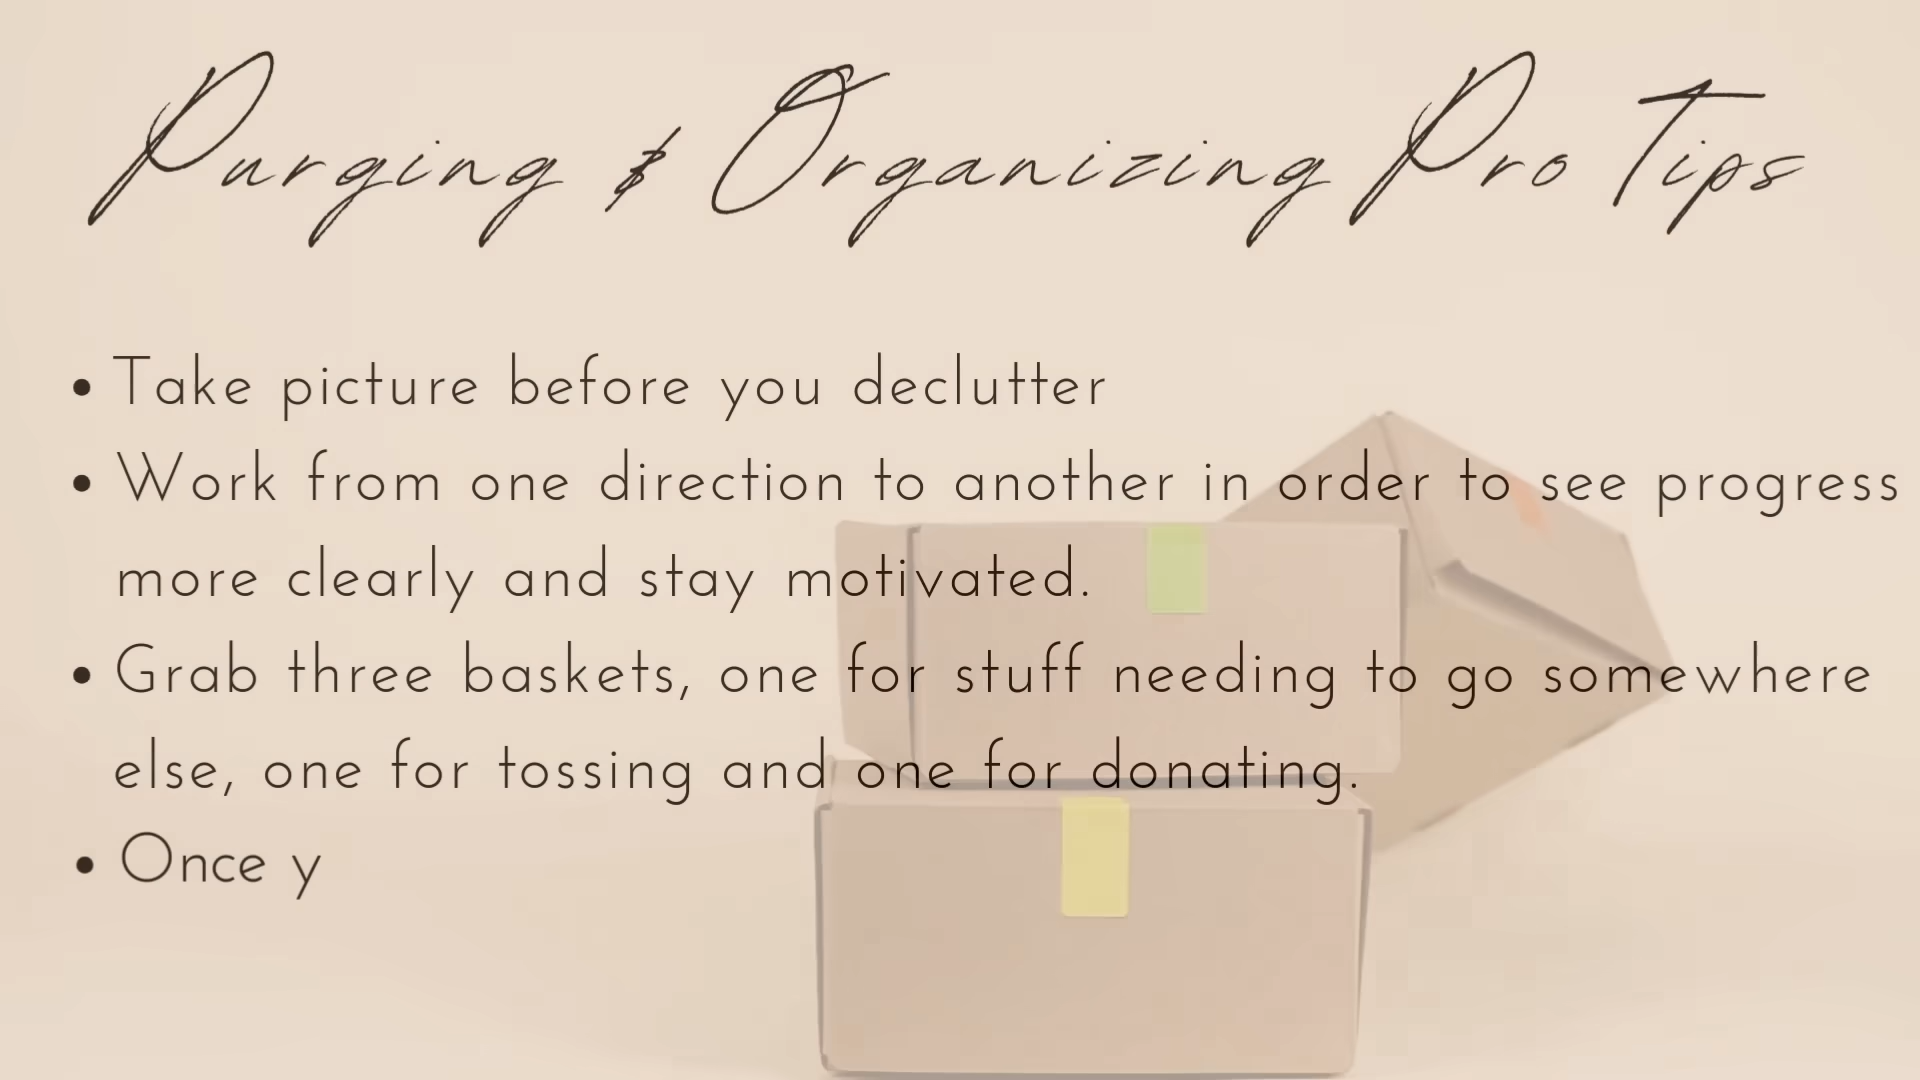 Purging & Organizing Pro Tips
• Take picture before you declutter
• Work from one direction to another in order to see progress
more clearly and stay motivated.
• Grab three baskets, one for stuff needing to go somewhere
else, one for tossing and one for donating.
• Once y